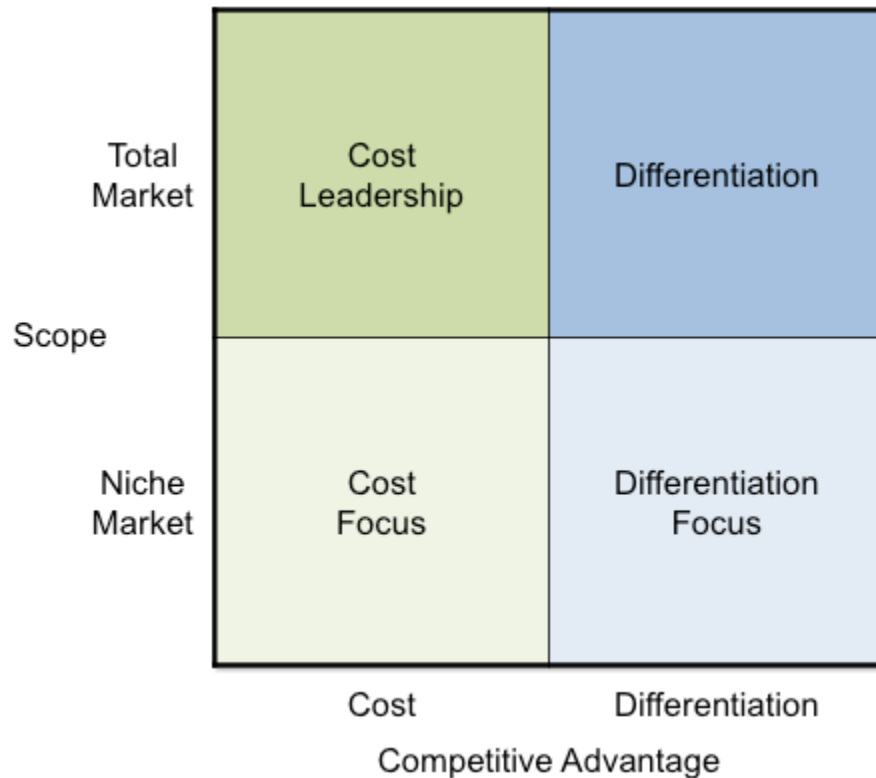 Total
Market
Cost
Leadership
Differentiation
Scope
Niche
Market
Cost
Focus
Differentiation
Focus
Cost
Differentiation
Competitive Advantage